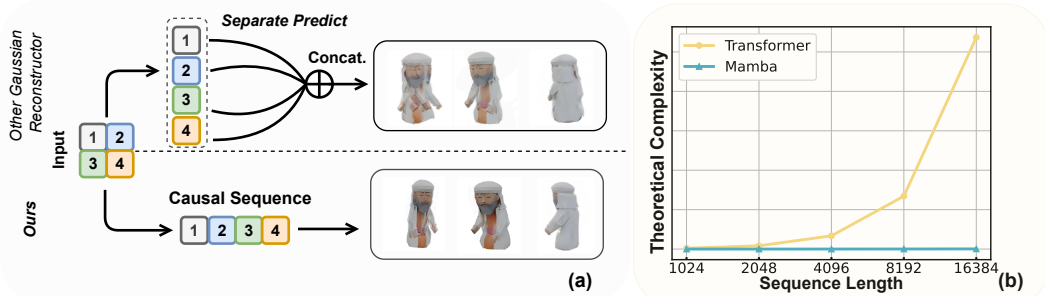 Separate Predict
Other Gaussian
Reconstructor
1
2
3
4
Concat.
Input
1 2
3 4
Ours
Causal Sequence
1 2 3 4
(a)
Theoretical Complexity
Transformer
Mamba
1024 2048 4096 8192 16384
Sequence Length
(b)